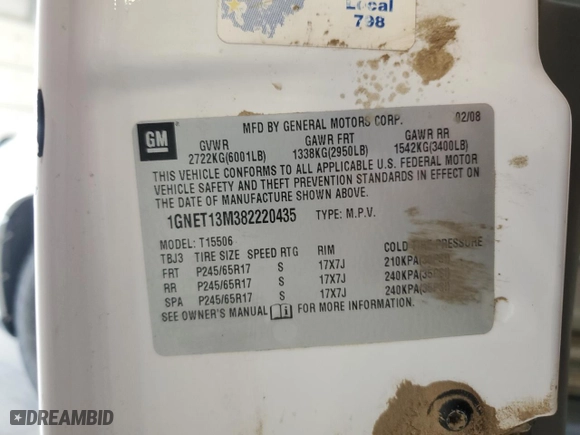 Local
798
GM
MFD BY GENERAL MOTORS CORP. 02/08
GVWR GAWR FRT GAWR RR
2722KG(6001LB) 1338KG(2950LB) 1542KG(3400LB)
THIS VEHICLE CONFORMS TO ALL APPLICABLE U.S. FEDERAL MOTOR
VEHICLE SAFETY AND THEFT PREVENTION STANDARDS IN EFFECT ON
THE DATE OF MANUFACTURE SHOWN ABOVE.
1GNET13M382220435 TYPE: M.P.V.
MODEL: T15506
TBJ3 TIRE SIZE SPEED RTG RIM COLD PRESSURE
FRT P245/65R17 S 17X7J 210KPA
RR P245/65R17 S 17X7J 240KPA
SPA P245/65R17 S 17X7J 240KPA
SEE OWNER'S MANUAL FOR MORE INFORMATION.
DREAMBID